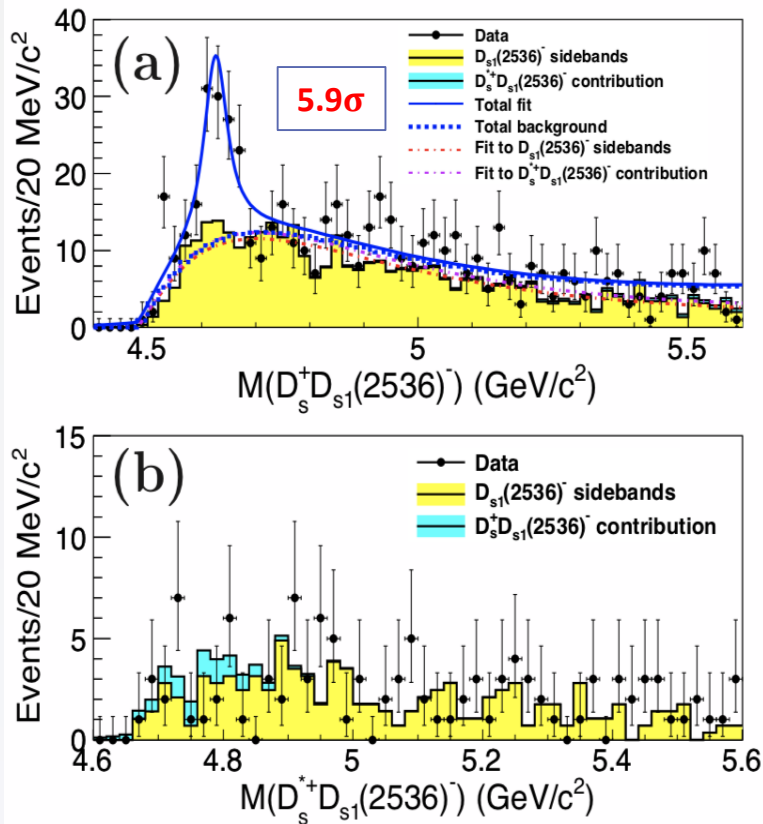 40
30
20
10
0
Events/20 MeV/c²
(a)
5.9σ
Data
Dₛ₁(2536)⁻ sidebands
Dₛ*⁺Dₛ₁(2536)⁻ contribution
Total fit
Total background
Fit to Dₛ₁(2536)⁻ sidebands
Fit to Dₛ*⁺Dₛ₁(2536)⁻ contribution
4.5 5 5.5
M(Dₛ⁺Dₛ₁(2536)⁻) (GeV/c²)
15
10
5
0
Events/20 MeV/c²
(b)
Data
Dₛ₁(2536)⁻ sidebands
Dₛ⁺Dₛ₁(2536)⁻ contribution
4.6 4.8 5 5.2 5.4 5.6
M(Dₛ*⁺Dₛ₁(2536)⁻) (GeV/c²)